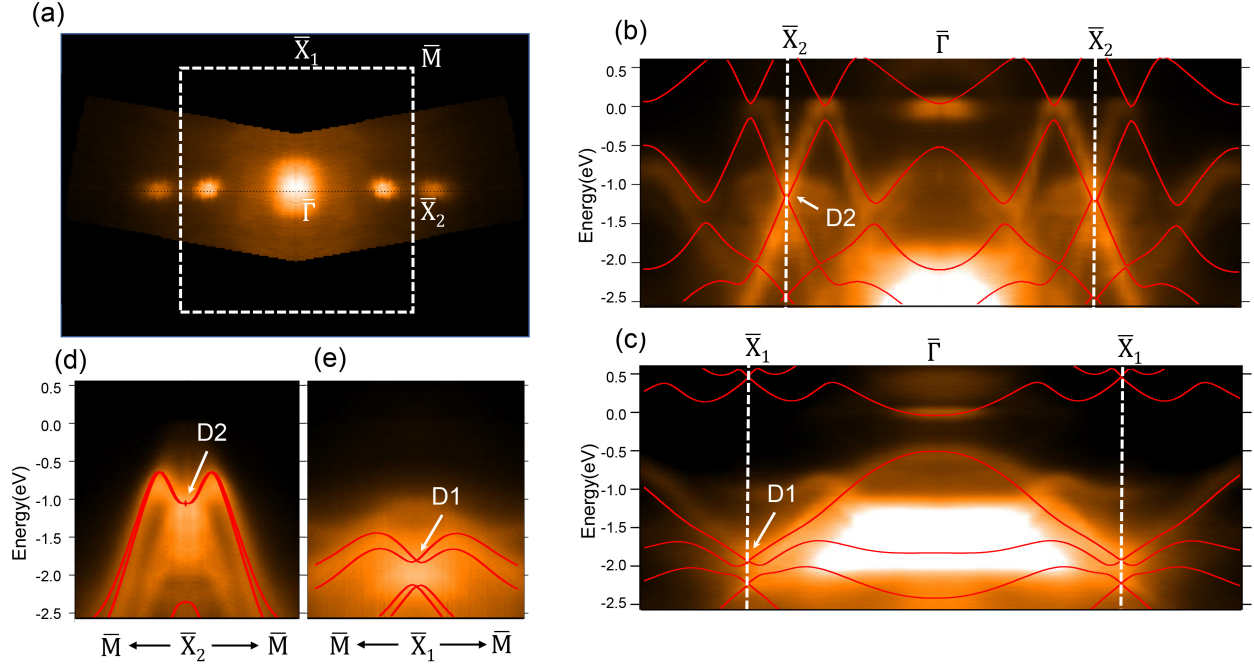 (a)
X̅₁
M̅
Γ̅
X̅₂
(b)
X̅₂ Γ̅ X̅₂
Energy(eV)
0.5
0.0
-0.5
-1.0
-1.5
-2.0
-2.5
D2
(c)
X̅₁ Γ̅ X̅₁
Energy(eV)
0.5
0.0
-0.5
-1.0
-1.5
-2.0
-2.5
D1
(d)
Energy(eV)
0.5
0.0
-0.5
-1.0
-1.5
-2.0
-2.5
D2
M̅ ← X̅₂ → M̅
(e)
D1
M̅ ← X̅₁ → M̅